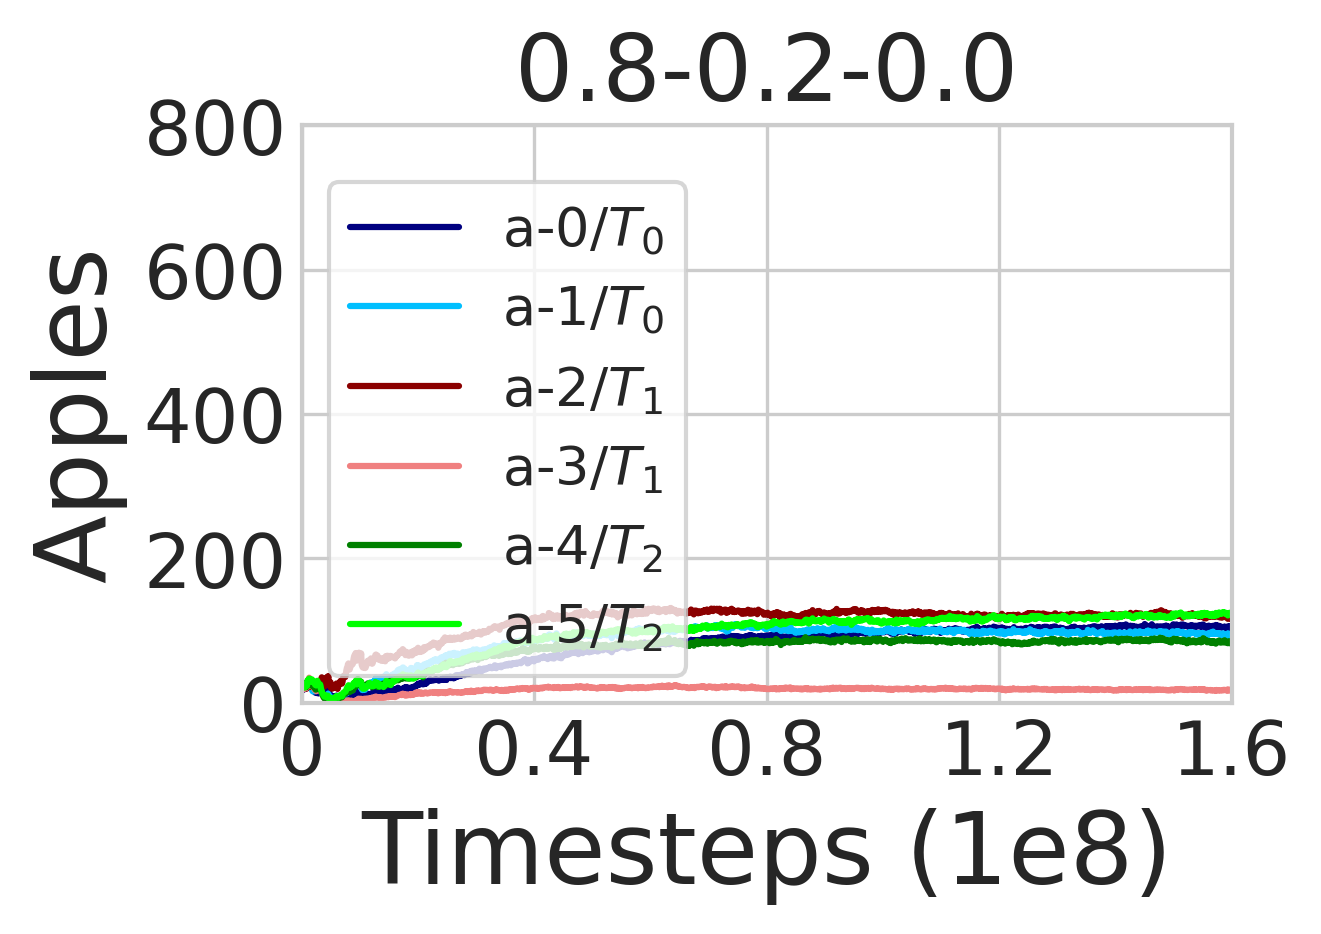 0.8-0.2-0.0
800
600
400
200
0
Apples
a-0/T₀
a-1/T₀
a-2/T₁
a-3/T₁
a-4/T₂
a-5/T₂
0 0.4 0.8 1.2 1.6
Timesteps (1e8)